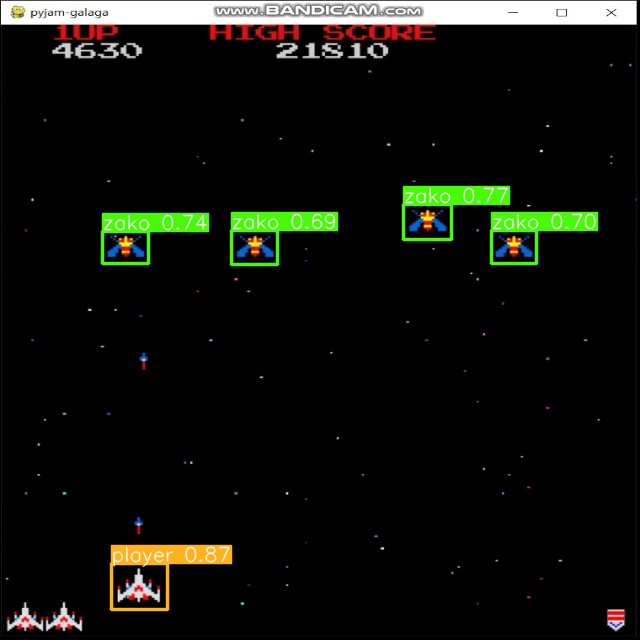 pyjam-galaga
www.BANDICAM.com
1UP HIGH SCORE
4630 21810
zako 0.77
zako 0.74 zako 0.69 zako 0.70
player 0.87